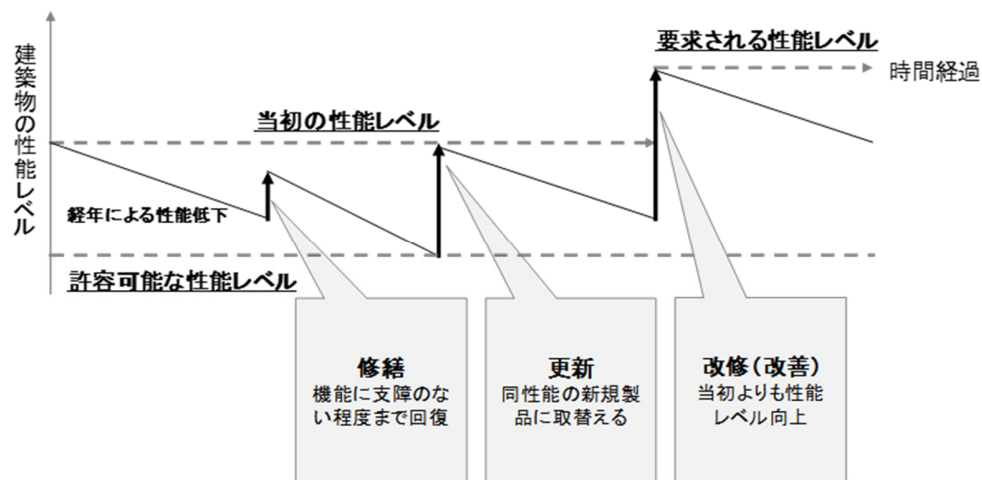 建築物の性能レベル
要求される性能レベル
時間経過
当初の性能レベル
経年による性能低下
許容可能な性能レベル
修繕
機能に支障のな
い程度まで回復
更新
同性能の新規製
品に取替える
改修（改善）
当初よりも性能
レベル向上